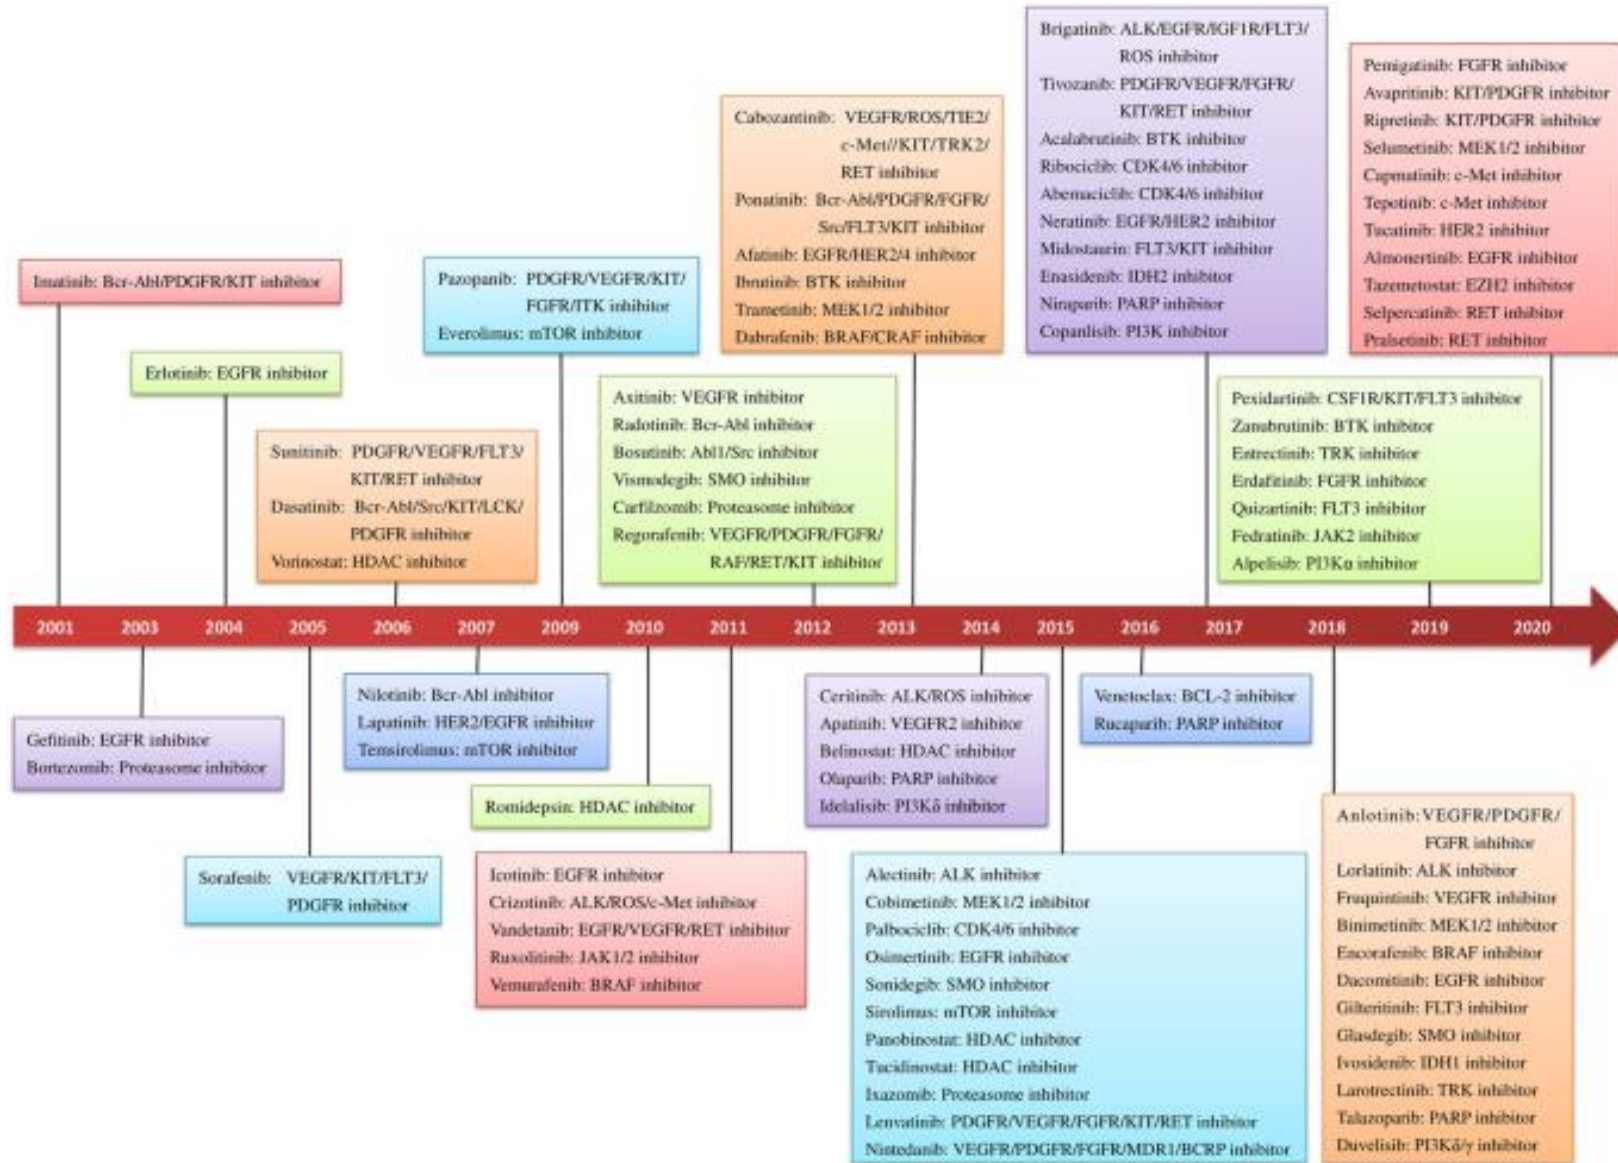 Imatinib: Bcr-Abl/PDGFR/KIT inhibitor
Erlotinib: EGFR inhibitor
Sunitinib: PDGFR/VEGFR/FLT3/
KIT/RET inhibitor
Dasatinib: Bcr-Abl/Src/KIT/LCK/
PDGFR inhibitor
Vorinostat: HDAC inhibitor
Pazopanib: PDGFR/VEGFR/KIT/
FGFR/ITK inhibitor
Everolimus: mTOR inhibitor
Axitinib: VEGFR inhibitor
Radotinib: Bcr-Abl inhibitor
Bosutinib: Abl1/Src inhibitor
Vismodegib: SMO inhibitor
Carfilzomib: Proteasome inhibitor
Regorafenib: VEGFR/PDGFR/FGFR/
RAF/RET/KIT inhibitor
Cabozantinib: VEGFR/ROS/TIE2/
c-Met//KIT/TRK2/
RET inhibitor
Ponatinib: Bcr-Abl/PDGFR/FGFR/
Src/FLT3/KIT inhibitor
Afatinib: EGFR/HER2/4 inhibitor
Ibrutinib: BTK inhibitor
Trametinib: MEK1/2 inhibitor
Dabrafenib: BRAF/CRAF inhibitor
Brigatinib: ALK/EGFR/IGF1R/FLT3/
ROS inhibitor
Tivozanib: PDGFR/VEGFR/FGFR/
KIT/RET inhibitor
Acalabrutinib: BTK inhibitor
Ribociclib: CDK4/6 inhibitor
Abemaciclib: CDK4/6 inhibitor
Neratinib: EGFR/HER2 inhibitor
Midostaurin: FLT3/KIT inhibitor
Enasidenib: IDH2 inhibitor
Niraparib: PARP inhibitor
Copanlisib: PI3K inhibitor
Pexidartinib: CSF1R/KIT/FLT3 inhibitor
Zanubrutinib: BTK inhibitor
Entrectinib: TRK inhibitor
Erdafitinib: FGFR inhibitor
Quizartinib: FLT3 inhibitor
Fedratinib: JAK2 inhibitor
Alpelisib: PI3Kα inhibitor
Pemigatinib: FGFR inhibitor
Avapritinib: KIT/PDGFR inhibitor
Ripretinib: KIT/PDGFR inhibitor
Selumetinib: MEK1/2 inhibitor
Capmatinib: c-Met inhibitor
Tepotinib: c-Met inhibitor
Tucatinib: HER2 inhibitor
Almonertinib: EGFR inhibitor
Tazemetostat: EZH2 inhibitor
Selpercatinib: RET inhibitor
Pralsetinib: RET inhibitor
2001 2003 2004 2005 2006 2007 2009 2010 2011 2012 2013 2014 2015 2016 2017 2018 2019 2020
Gefitinib: EGFR inhibitor
Bortezomib: Proteasome inhibitor
Sorafenib: VEGFR/KIT/FLT3/
PDGFR inhibitor
Nilotinib: Bcr-Abl inhibitor
Lapatinib: HER2/EGFR inhibitor
Temsirolimus: mTOR inhibitor
Romidepsin: HDAC inhibitor
Icotinib: EGFR inhibitor
Crizotinib: ALK/ROS/c-Met inhibitor
Vandetanib: EGFR/VEGFR/RET inhibitor
Ruxolitinib: JAK1/2 inhibitor
Vemurafenib: BRAF inhibitor
Ceritinib: ALK/ROS inhibitor
Apatinib: VEGFR2 inhibitor
Belinostat: HDAC inhibitor
Olaparib: PARP inhibitor
Idelalisib: PI3Kδ inhibitor
Alectinib: ALK inhibitor
Cobimetinib: MEK1/2 inhibitor
Palbociclib: CDK4/6 inhibitor
Osimertinib: EGFR inhibitor
Sonidegib: SMO inhibitor
Sirolimus: mTOR inhibitor
Panobinostat: HDAC inhibitor
Tucidinostat: HDAC inhibitor
Ixazomib: Proteasome inhibitor
Lenvatinib: PDGFR/VEGFR/FGFR/KIT/RET inhibitor
Nintedanib: VEGFR/PDGFR/FGFR/MDR1/BCRP inhibitor
Venetoclax: BCL-2 inhibitor
Rucaparib: PARP inhibitor
Anlotinib: VEGFR/PDGFR/
FGFR inhibitor
Lorlatinib: ALK inhibitor
Fruquintinib: VEGFR inhibitor
Binimetinib: MEK1/2 inhibitor
Encorafenib: BRAF inhibitor
Dacomitinib: EGFR inhibitor
Gilteritinib: FLT3 inhibitor
Glasdegib: SMO inhibitor
Ivosidenib: IDH1 inhibitor
Larotrectinib: TRK inhibitor
Talazoparib: PARP inhibitor
Duvelisib: PI3Kδ/γ inhibitor